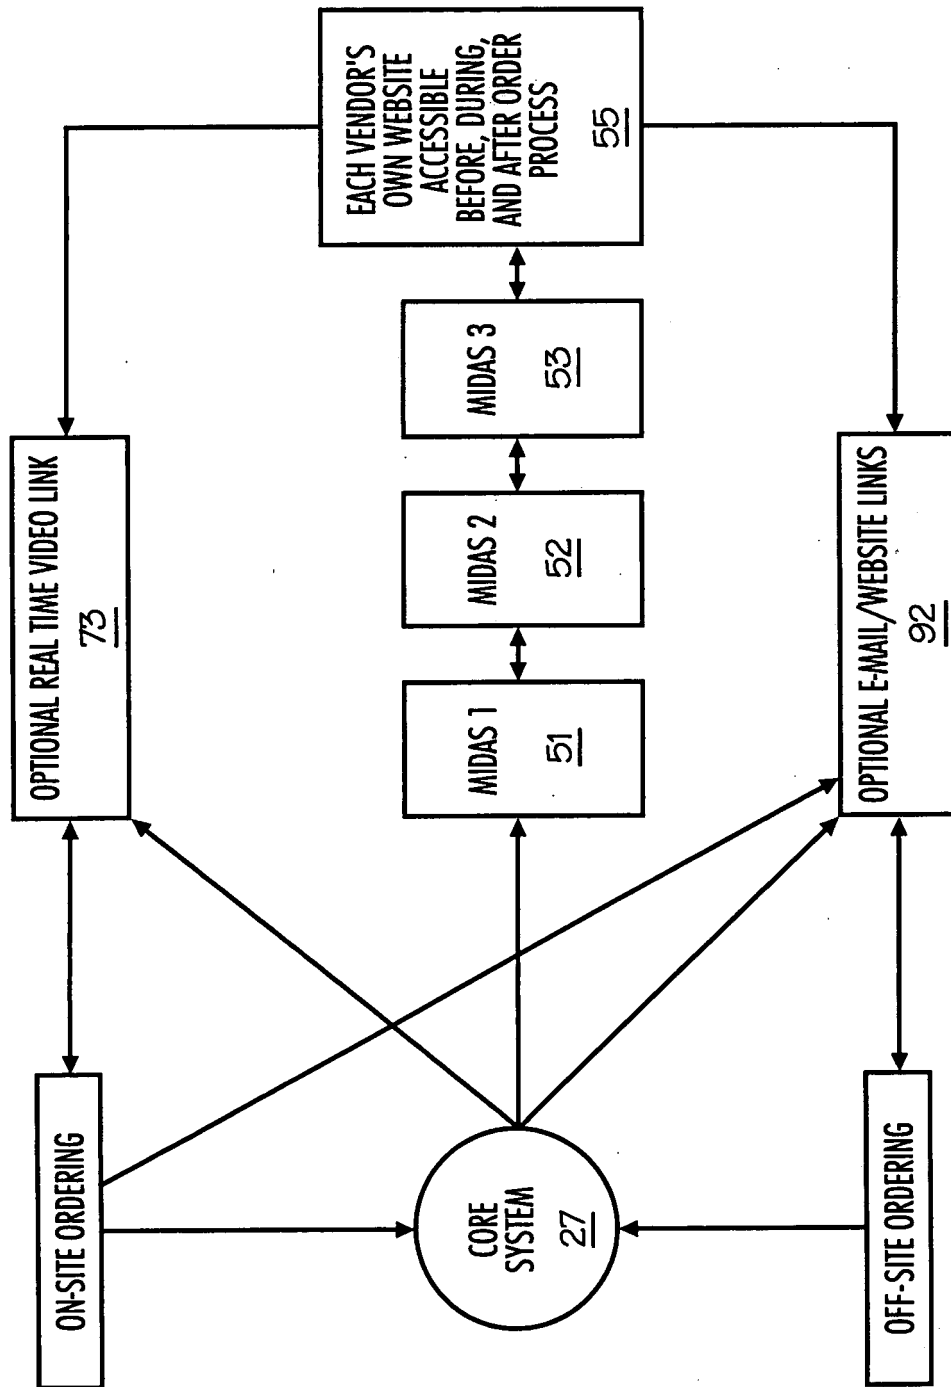 ON-SITE ORDERING
CORE
SYSTEM
27
OFF-SITE ORDERING
OPTIONAL REAL TIME VIDEO LINK
73
MIDAS 1
51
MIDAS 2
52
MIDAS 3
53
OPTIONAL E-MAIL/WEBSITE LINKS
92
EACH VENDOR'S
OWN WEBSITE
ACCESSIBLE
BEFORE, DURING,
AND AFTER ORDER
PROCESS
55